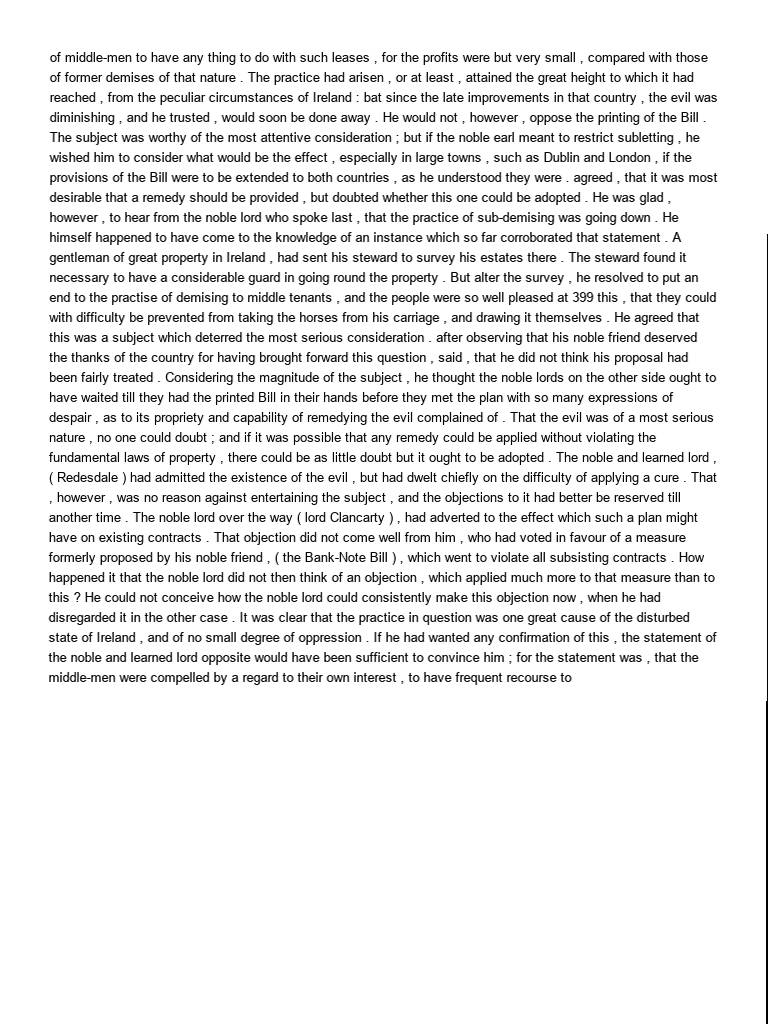 of middle-men to have any thing to do with such leases , for the profits were but very small , compared with those
of former demises of that nature . The practice had arisen , or at least , attained the great height to which it had
reached , from the peculiar circumstances of Ireland : bat since the late improvements in that country , the evil was
diminishing , and he trusted , would soon be done away . He would not , however , oppose the printing of the Bill .
The subject was worthy of the most attentive consideration ; but if the noble earl meant to restrict subletting , he
wished him to consider what would be the effect , especially in large towns , such as Dublin and London , if the
provisions of the Bill were to be extended to both countries , as he understood they were . agreed , that it was most
desirable that a remedy should be provided , but doubted whether this one could be adopted . He was glad ,
however , to hear from the noble lord who spoke last , that the practice of sub-demising was going down . He
himself happened to have come to the knowledge of an instance which so far corroborated that statement . A
gentleman of great property in Ireland , had sent his steward to survey his estates there . The steward found it
necessary to have a considerable guard in going round the property . But alter the survey , he resolved to put an
end to the practise of demising to middle tenants , and the people were so well pleased at 399 this , that they could
with difficulty be prevented from taking the horses from his carriage , and drawing it themselves . He agreed that
this was a subject which deterred the most serious consideration . after observing that his noble friend deserved
the thanks of the country for having brought forward this question , said , that he did not think his proposal had
been fairly treated . Considering the magnitude of the subject , he thought the noble lords on the other side ought to
have waited till they had the printed Bill in their hands before they met the plan with so many expressions of
despair , as to its propriety and capability of remedying the evil complained of . That the evil was of a most serious
nature , no one could doubt ; and if it was possible that any remedy could be applied without violating the
fundamental laws of property , there could be as little doubt but it ought to be adopted . The noble and learned lord ,
( Redesdale ) had admitted the existence of the evil , but had dwelt chiefly on the difficulty of applying a cure . That
, however , was no reason against entertaining the subject , and the objections to it had better be reserved till
another time . The noble lord over the way ( lord Clancarty ) , had adverted to the effect which such a plan might
have on existing contracts . That objection did not come well from him , who had voted in favour of a measure
formerly proposed by his noble friend , ( the Bank-Note Bill ) , which went to violate all subsisting contracts . How
happened it that the noble lord did not then think of an objection , which applied much more to that measure than to
this ? He could not conceive how the noble lord could consistently make this objection now , when he had
disregarded it in the other case . It was clear that the practice in question was one great cause of the disturbed
state of Ireland , and of no small degree of oppression . If he had wanted any confirmation of this , the statement of
the noble and learned lord opposite would have been sufficient to convince him ; for the statement was , that the
middle-men were compelled by a regard to their own interest , to have frequent recourse to